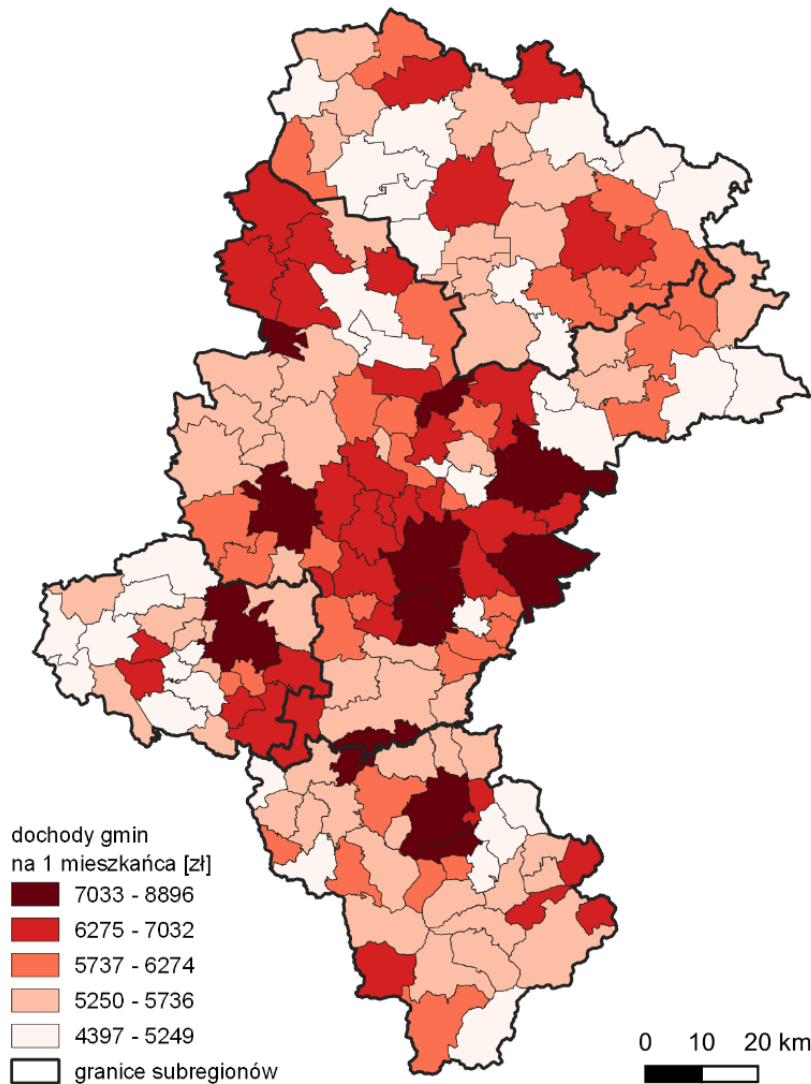 dochody gmin
na 1 mieszkańca [zł]
7033 - 8896
6275 - 7032
5737 - 6274
5250 - 5736
4397 - 5249
granice subregionów
0 10 20 km